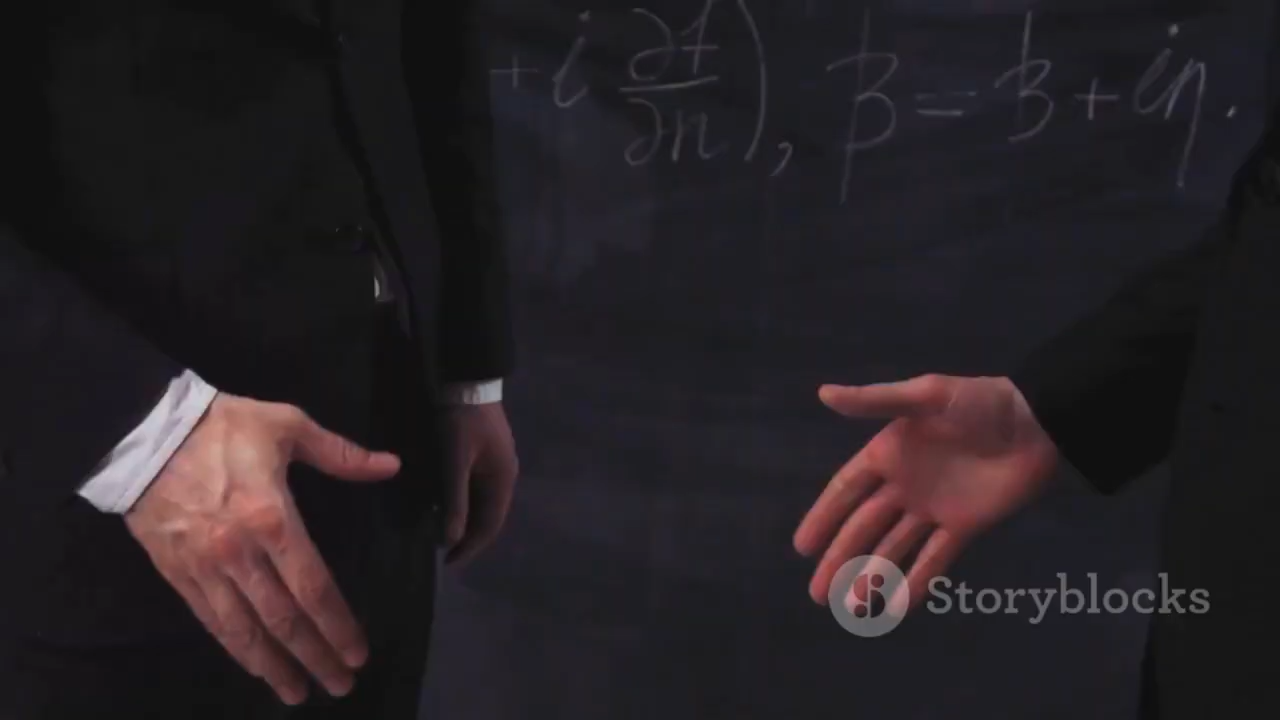 + i ∂f/∂n), β = з + iη.
Storyblocks